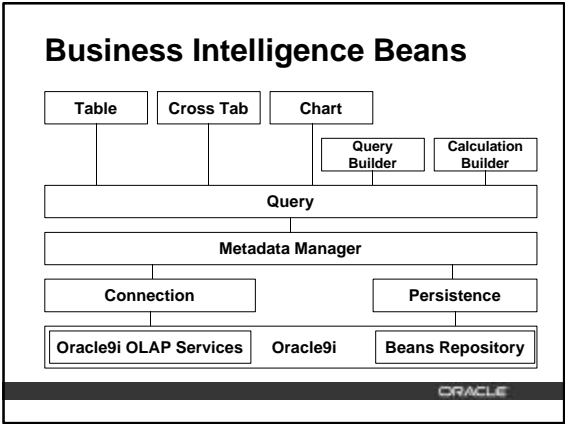 Business Intelligence Beans
Table Cross Tab Chart
Query Builder
Calculation Builder
Query
Metadata Manager
Connection Persistence
Oracle9i OLAP Services Oracle9i Beans Repository
ORACLE